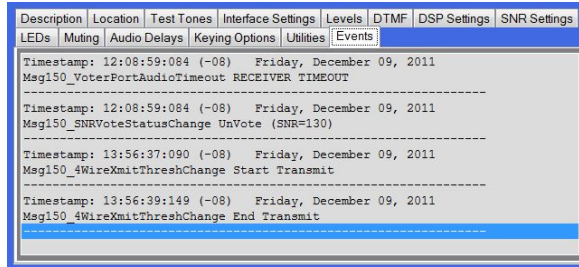 Description Location Test Tones Interface Settings Levels DTMF DSP Settings SNR Settings
LEDs Muting Audio Delays Keying Options Utilities Events
Timestamp: 12:08:59:084 (-08) Friday, December 09, 2011
Msg150_VoterPortAudioTimeout RECEIVER TIMEOUT
---------------------------------------------------------------
Timestamp: 12:08:59:084 (-08) Friday, December 09, 2011
Msg150_SNRVoteStatusChange UnVote (SNR=130)
---------------------------------------------------------------
Timestamp: 13:56:37:090 (-08) Friday, December 09, 2011
Msg150_4WireXmitThreshChange Start Transmit
---------------------------------------------------------------
Timestamp: 13:56:39:149 (-08) Friday, December 09, 2011
Msg150_4WireXmitThreshChange End Transmit
---------------------------------------------------------------